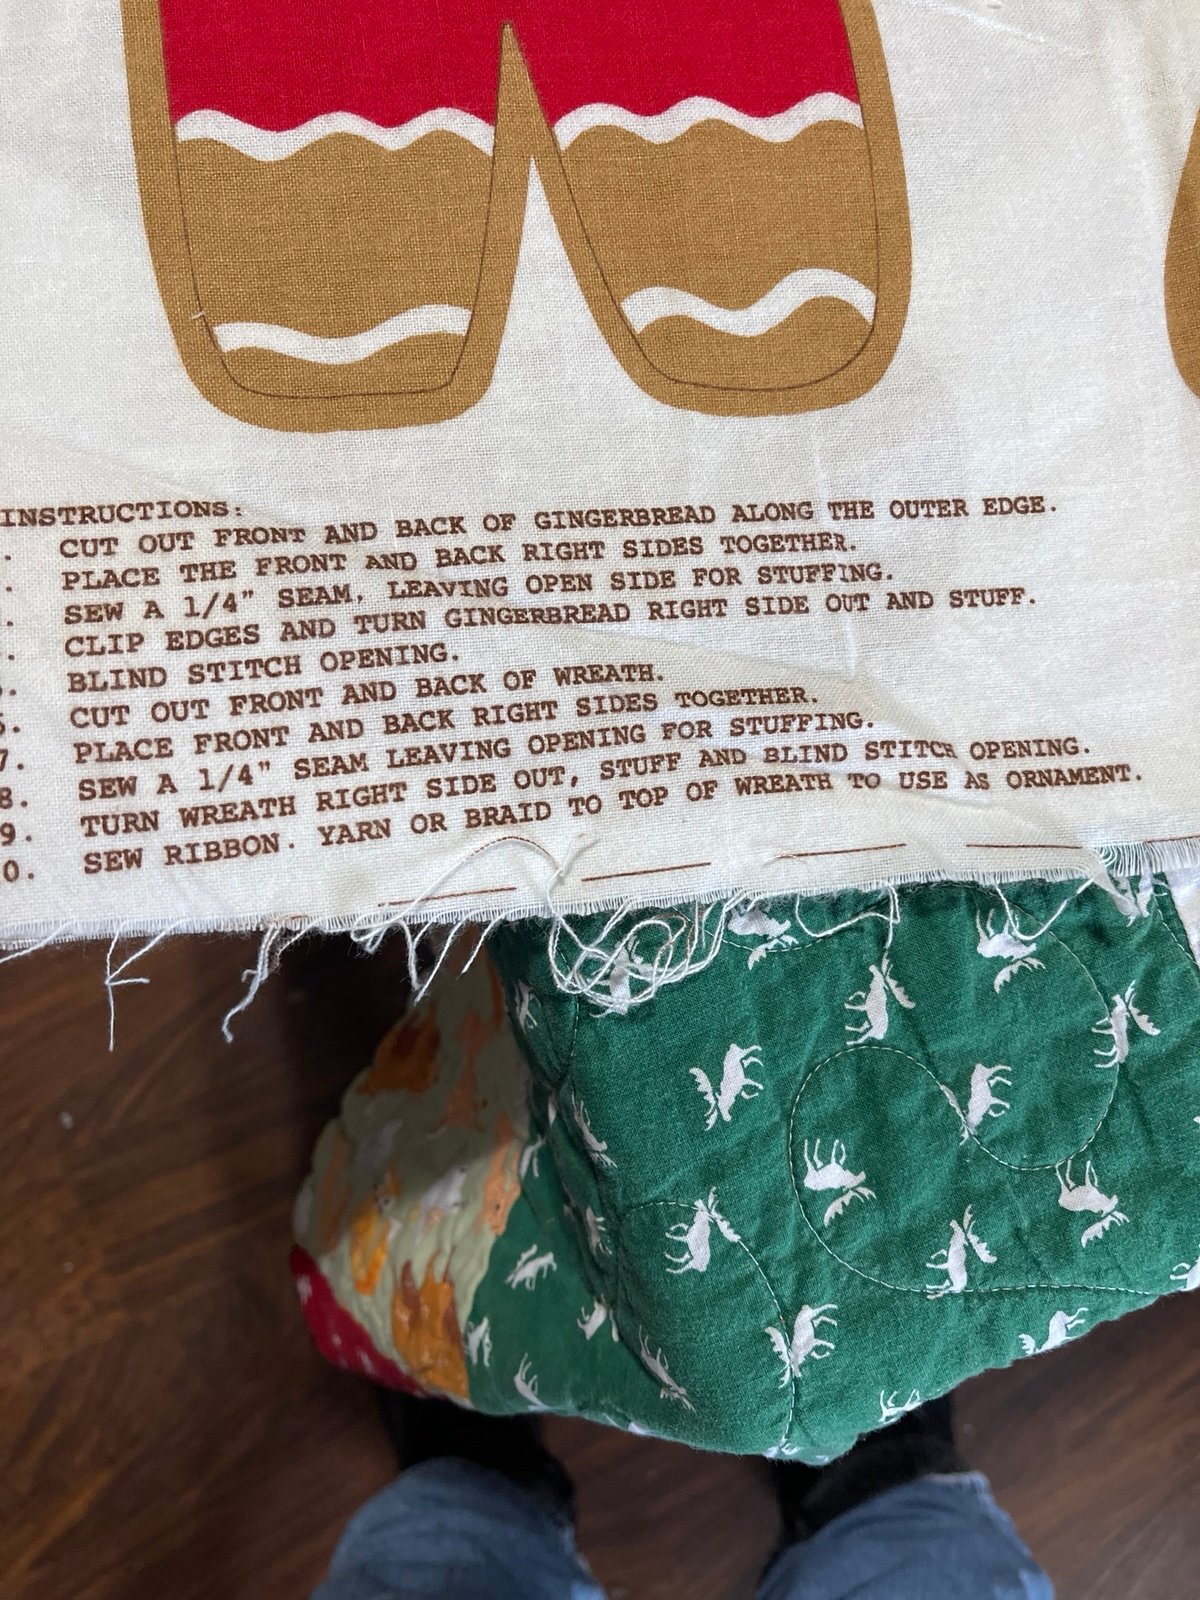 INSTRUCTIONS:
. CUT OUT FRONT AND BACK OF GINGERBREAD ALONG THE OUTER EDGE.
. PLACE THE FRONT AND BACK RIGHT SIDES TOGETHER.
. SEW A 1/4" SEAM, LEAVING OPEN SIDE FOR STUFFING.
. CLIP EDGES AND TURN GINGERBREAD RIGHT SIDE OUT AND STUFF.
. BLIND STITCH OPENING.
6. CUT OUT FRONT AND BACK OF WREATH.
7. PLACE FRONT AND BACK RIGHT SIDES TOGETHER.
8. SEW A 1/4" SEAM LEAVING OPENING FOR STUFFING.
9. TURN WREATH RIGHT SIDE OUT, STUFF AND BLIND STITCH OPENING.
0. SEW RIBBON. YARN OR BRAID TO TOP OF WREATH TO USE AS ORNAMENT.